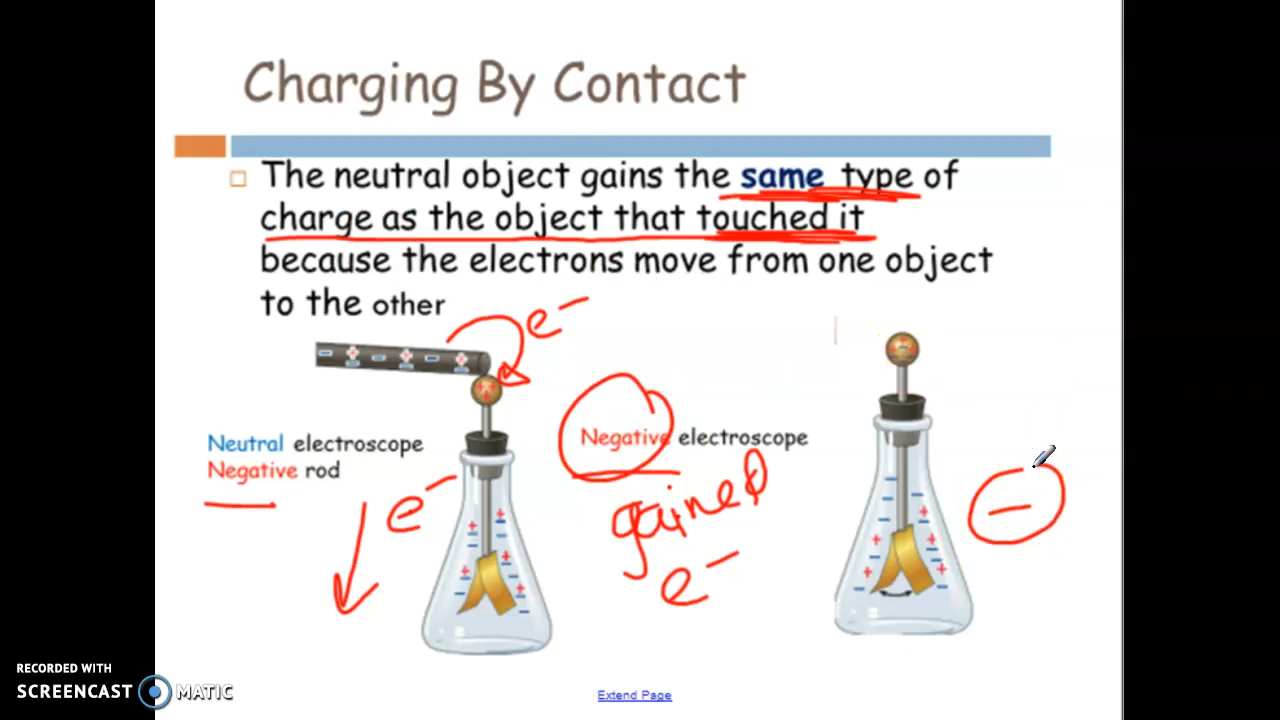 Charging By Contact
The neutral object gains the same type of
charge as the object that touched it
because the electrons move from one object
to the other
e⁻
Neutral electroscope
Negative rod
e⁻
Negative electroscope
gained
e⁻
RECORDED WITH
SCREENCAST MATIC
Extend Page